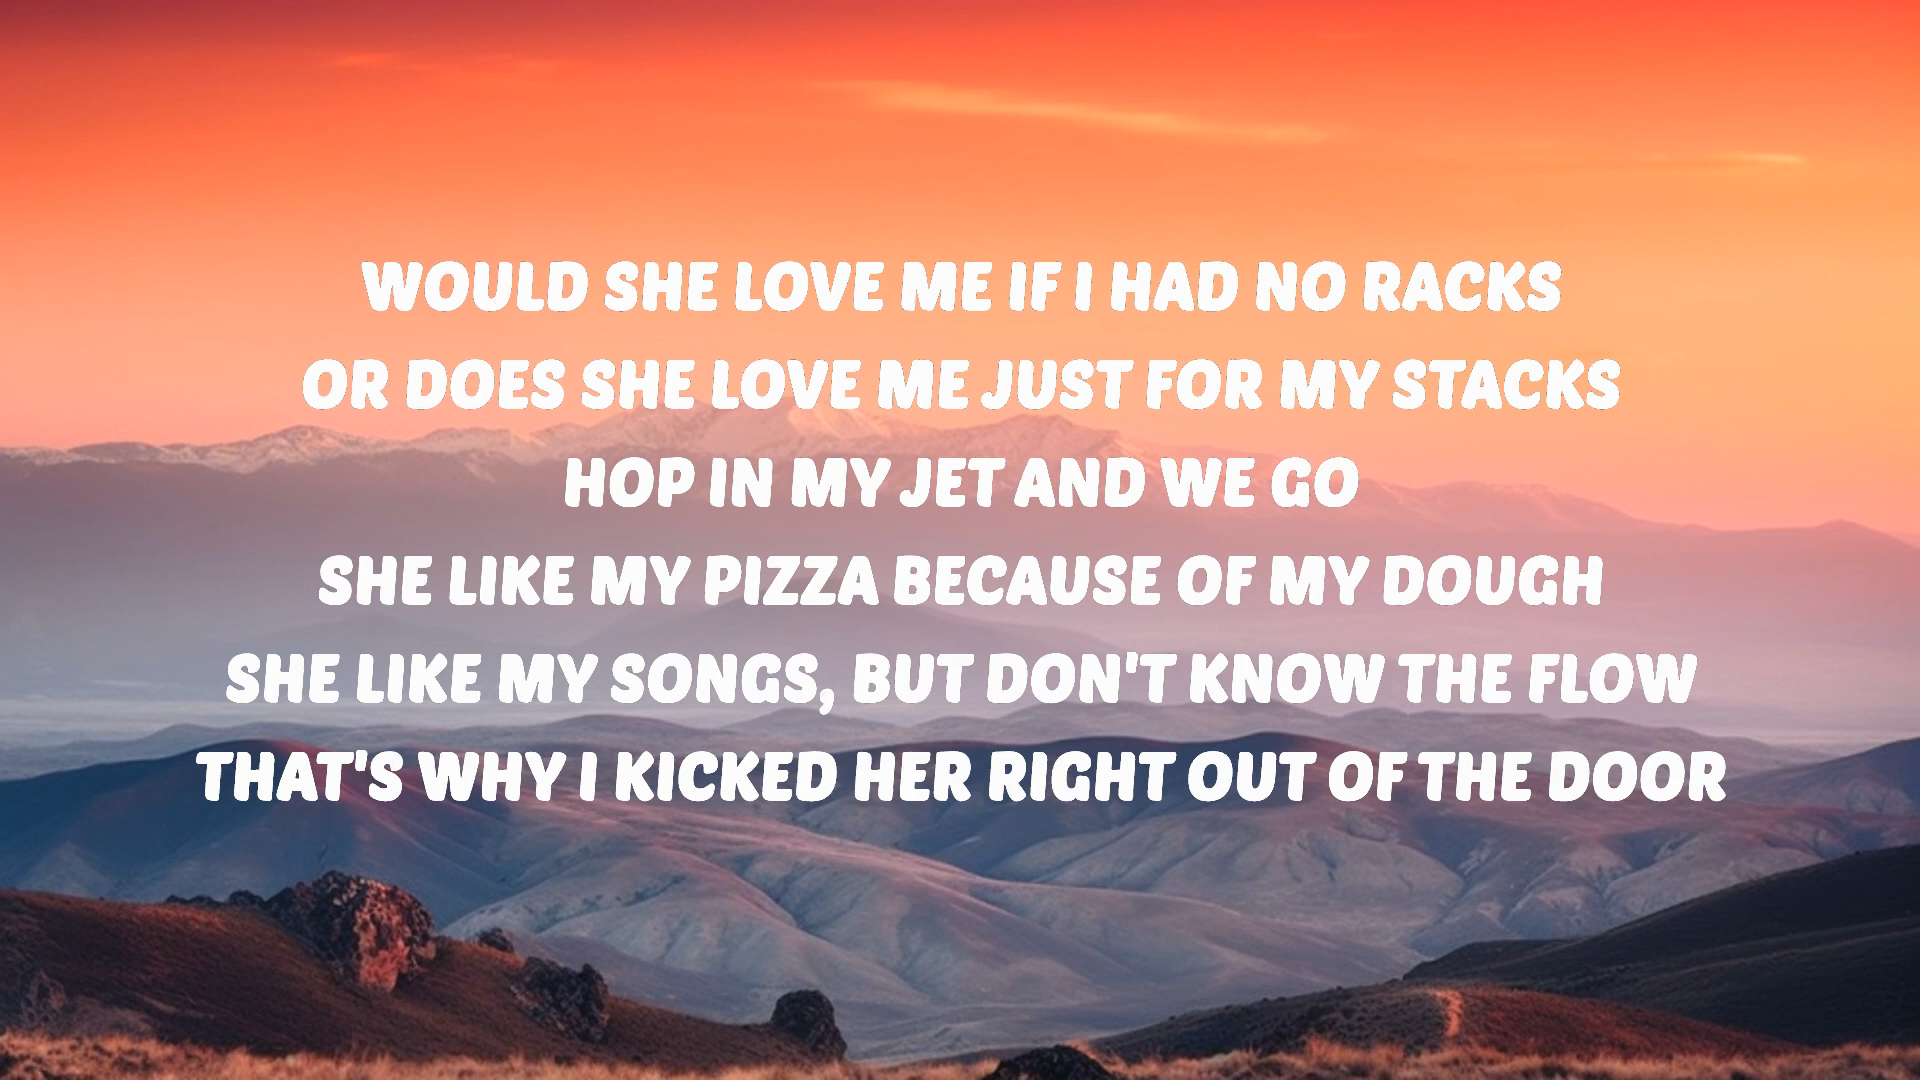 WOULD SHE LOVE ME IF I HAD NO RACKS
OR DOES SHE LOVE ME JUST FOR MY STACKS
HOP IN MY JET AND WE GO
SHE LIKE MY PIZZA BECAUSE OF MY DOUGH
SHE LIKE MY SONGS, BUT DON'T KNOW THE FLOW
THAT'S WHY I KICKED HER RIGHT OUT OF THE DOOR